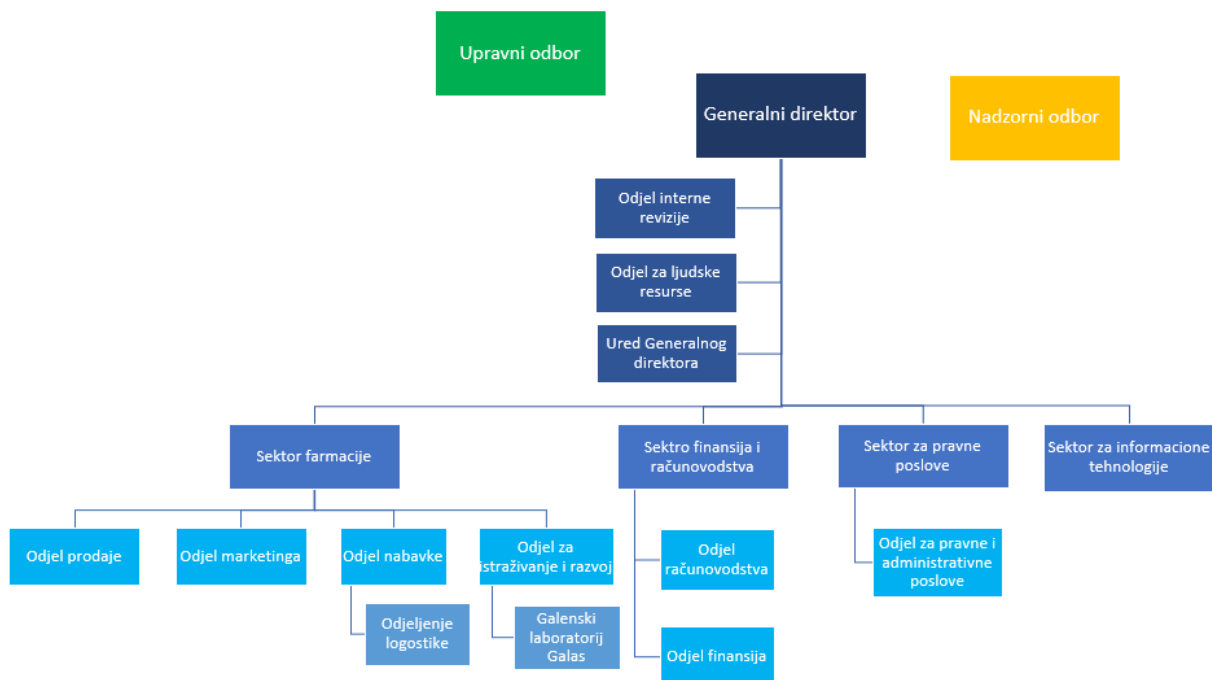 Upravni odbor
Generalni direktor
Nadzorni odbor
Odjel interne
revizije
Odjel za ljudske
resurse
Ured Generalnog
direktora
Sektor farmacije
Sektro finansija i
računovodstva
Sektor za pravne
poslove
Sektor za informacione
tehnologije
Odjel prodaje
Odjel marketinga
Odjel nabavke
Odjel za
istraživanje i razvoj
Odjel
računovodstva
Odjel za pravne i
administrativne
poslove
Odjeljenje
logostike
Galenski
laboratorij
Galas
Odjel finansija